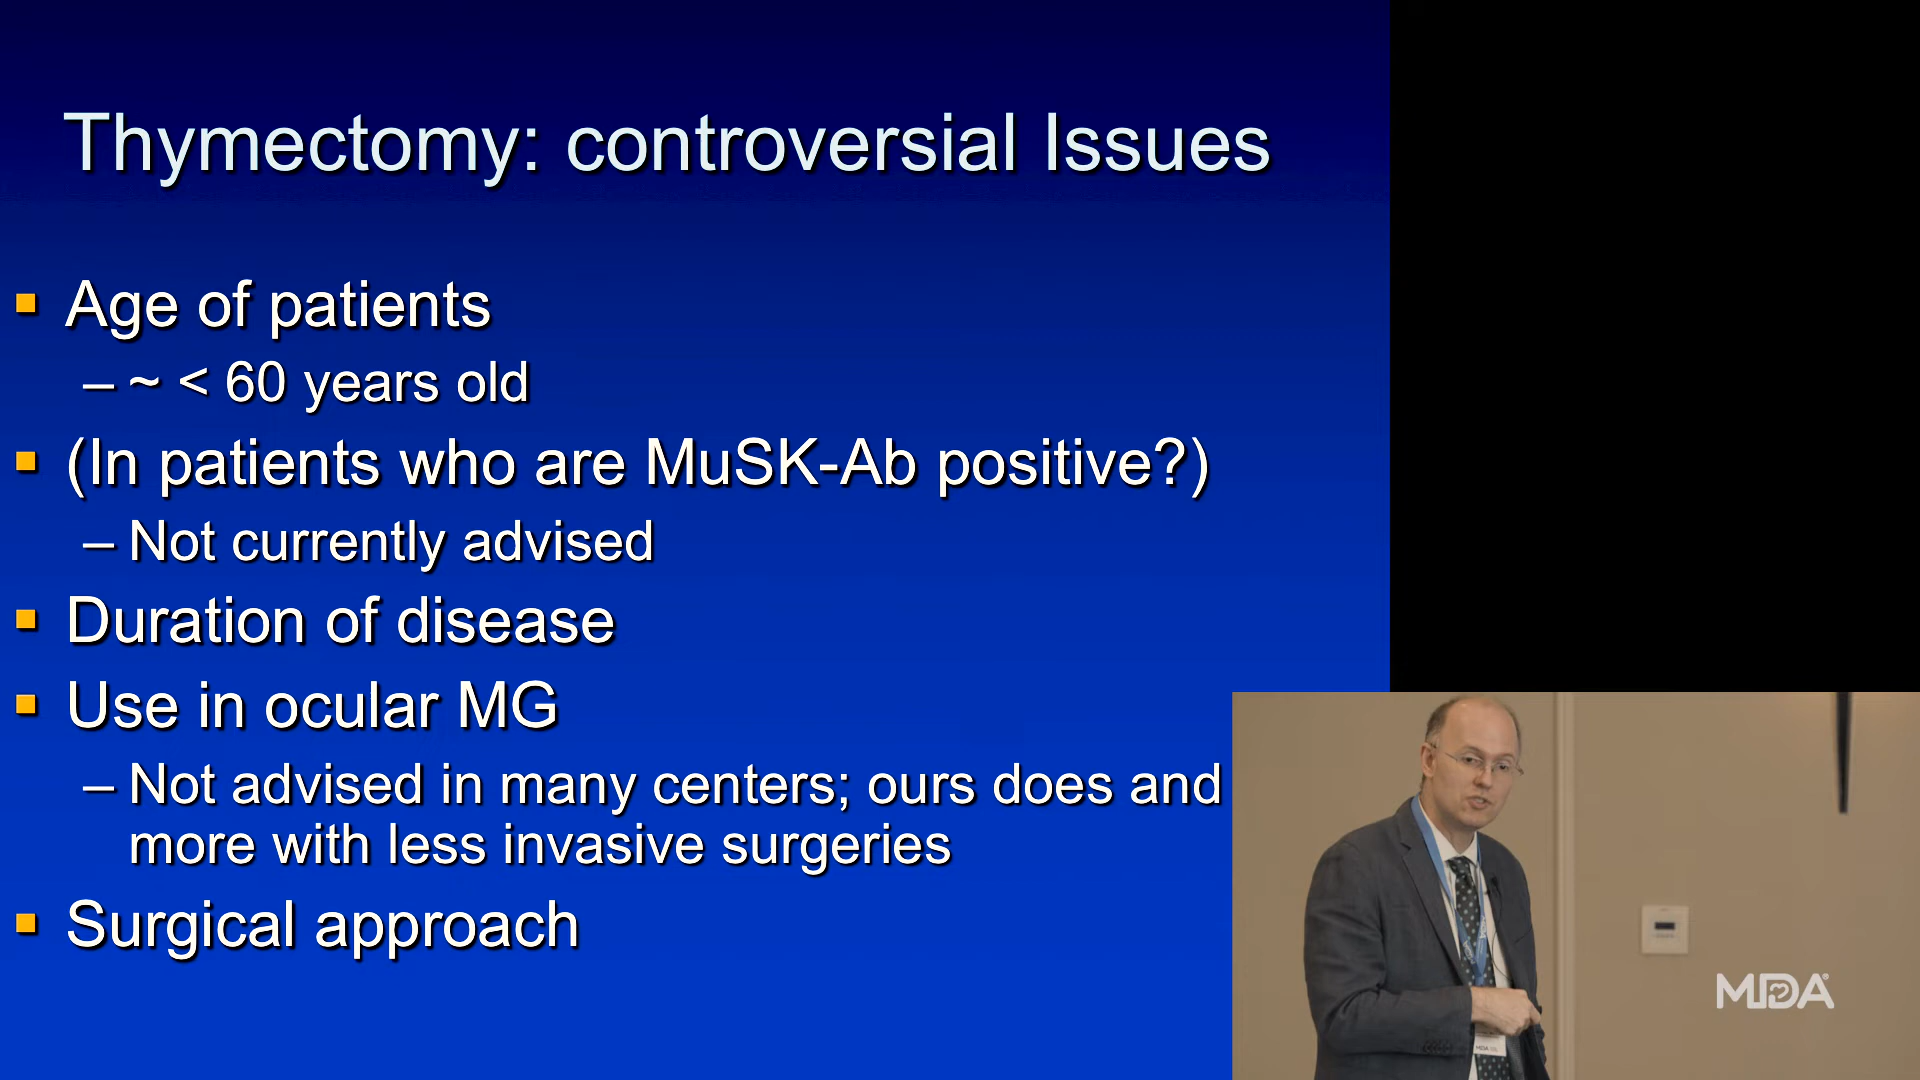 Thymectomy: controversial Issues
▪ Age of patients
– ~ < 60 years old
▪ (In patients who are MuSK-Ab positive?)
– Not currently advised
▪ Duration of disease
▪ Use in ocular MG
– Not advised in many centers; ours does and
more with less invasive surgeries
▪ Surgical approach
MDA